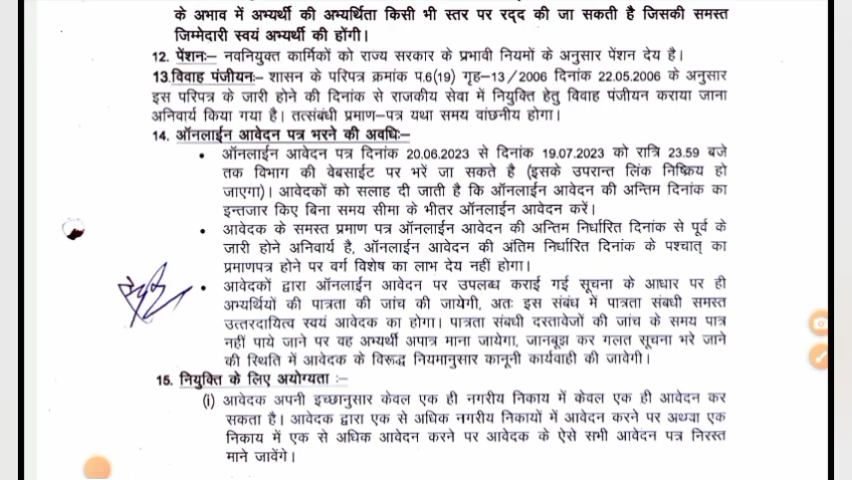 के अभाव में अभ्यर्थी की अभ्यर्थिता किसी भी स्तर पर रद्द की जा सकती है जिसकी समस्त
जिम्मेदारी स्वयं अभ्यर्थी की होंगी।
12. पेंशनः– नवनियुक्त कार्मिकों को राज्य सरकार के प्रभावी नियमों के अनुसार पेंशन देय है।
13.विवाह पंजीयनः– शासन के परिपत्र क्रमांक प.6(19) गृह–13/2006 दिनांक 22.05.2006 के अनुसार
इस परिपत्र के जारी होने की दिनांक से राजकीय सेवा में नियुक्ति हेतु विवाह पंजीयन कराया जाना
अनिवार्य किया गया है। तत्संबंधी प्रमाण–पत्र यथा समय वांछनीय होगा।
14. ऑनलाईन आवेदन पत्र भरने की अवधिः–
• ऑनलाईन आवेदन पत्र दिनांक 20.06.2023 से दिनांक 19.07.2023 को रात्रि 23.59 बजे
तक विभाग की वेबसाईट पर भरें जा सकते है (इसके उपरान्त लिंक निष्क्रिय हो
जाएगा)। आवेदकों को सलाह दी जाती है कि ऑनलाईन आवेदन की अन्तिम दिनांक का
इन्तजार किए बिना समय सीमा के भीतर ऑनलाईन आवेदन करें।
• आवेदक के समस्त प्रमाण पत्र ऑनलाईन आवेदन की अन्तिम निर्धारित दिनांक से पूर्व के
जारी होने अनिवार्य है, ऑनलाईन आवेदन की अंतिम निर्धारित दिनांक के पश्चात् का
प्रमाणपत्र होने पर वर्ग विशेष का लाभ देय नहीं होगा।
• आवेदकों द्वारा ऑनलाईन आवेदन पर उपलब्ध कराई गई सूचना के आधार पर ही
अभ्यर्थियों की पात्रता की जांच की जायेगी, अतः इस संबंध में पात्रता संबधी समस्त
उत्तरदायित्व स्वयं आवेदक का होगा। पात्रता संबधी दस्तावेजों की जांच के समय पात्र
नहीं पाये जाने पर वह अभ्यर्थी अपात्र माना जायेगा, जानबूझ कर गलत सूचना भरे जाने
की स्थिति में आवेदक के विरूद्ध नियमानुसार कानूनी कार्यवाही की जावेगी।
15. नियुक्ति के लिए अयोग्यता :–
(i) आवेदक अपनी इच्छानुसार केवल एक ही नगरीय निकाय में केवल एक ही आवेदन कर
सकता है। आवेदक द्वारा एक से अधिक नगरीय निकायों में आवेदन करने पर अथवा एक
निकाय में एक से अधिक आवेदन करने पर आवेदक के ऐसे सभी आवेदन पत्र निरस्त
माने जावेंगे।